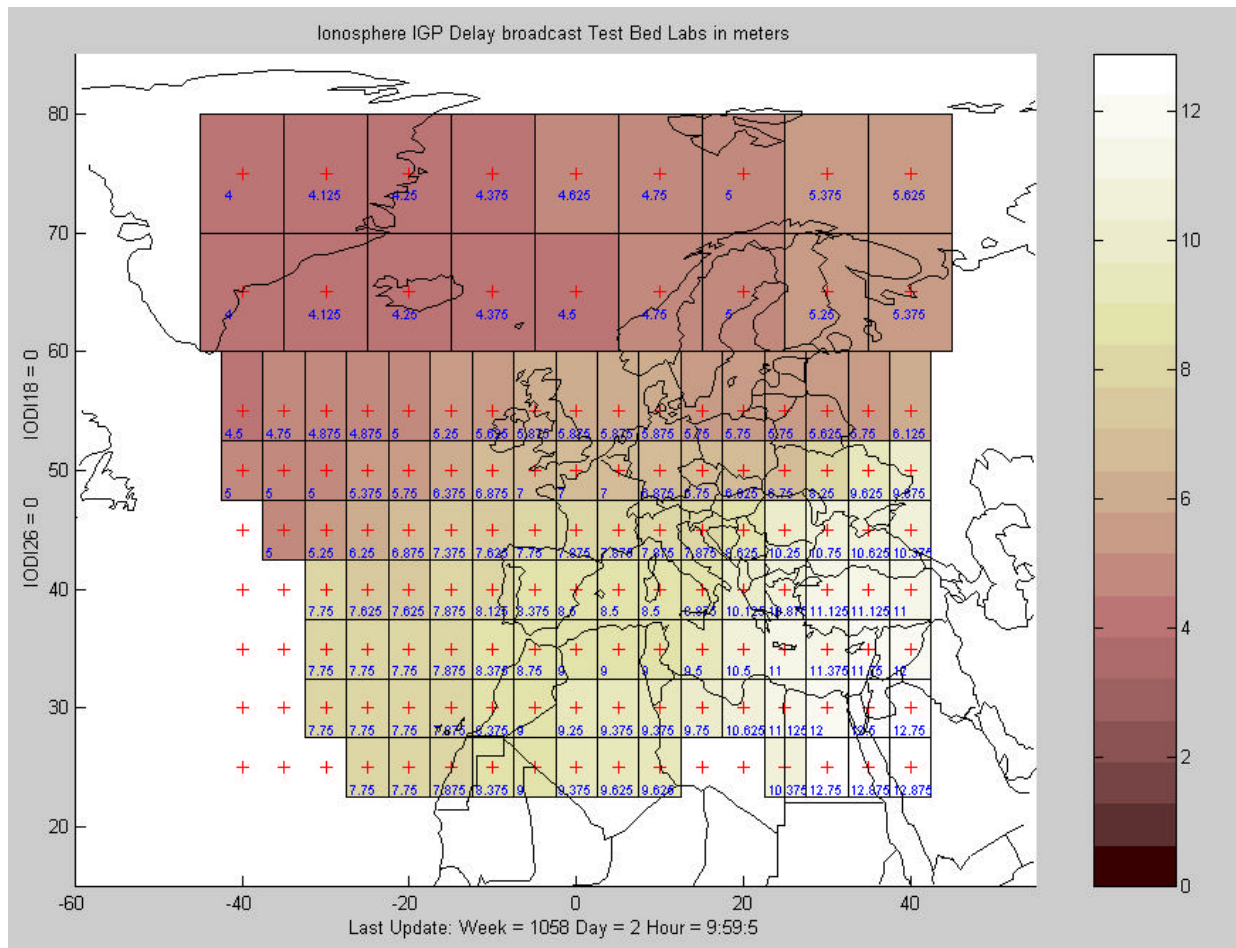 Ionosphere IGP Delay broadcast Test Bed Labs in meters
80
70
60
50
40
30
20
-60
-40
-20
0
20
40
IODI18 = 0
IODI26 = 0
4 4.125 4.25 4.375 4.625 4.75 5 5.375 5.625
4 4.125 4.25 4.375 4.5 4.75 5 5.25 5.375
4.5 4.75 4.875 4.875 5 5.25 5.625 5.875 5.875 5.875 5.875 5.75 5.75 5.75 5.625 5.75 6.125
5 5 5 5.375 5.75 6.375 6.875 7 7 7 6.875 6.75 6.625 6.75 8.25 9.625 9.875
5 5.25 6.25 6.875 7.375 7.625 7.75 7.875 7.875 7.875 7.875 8.625 10.25 10.75 10.625 10.375
7.75 7.625 7.625 7.875 8.125 8.375 8.5 8.5 8.5 8.875 10.125 10.875 11.125 11.125 11
7.75 7.75 7.75 7.875 8.375 8.75 9 9 9 9.5 10.5 11 11.375 11.75 12
7.75 7.75 7.75 7.875 8.375 9 9.25 9.375 9.375 9.75 10.625 11.125 12 12.5 12.75
7.75 7.75 7.875 8.375 9 9.375 9.625 9.625 10.375 12.75 12.875 12.875
12
10
8
6
4
2
0
Last Update: Week = 1058 Day = 2 Hour = 9:59:5